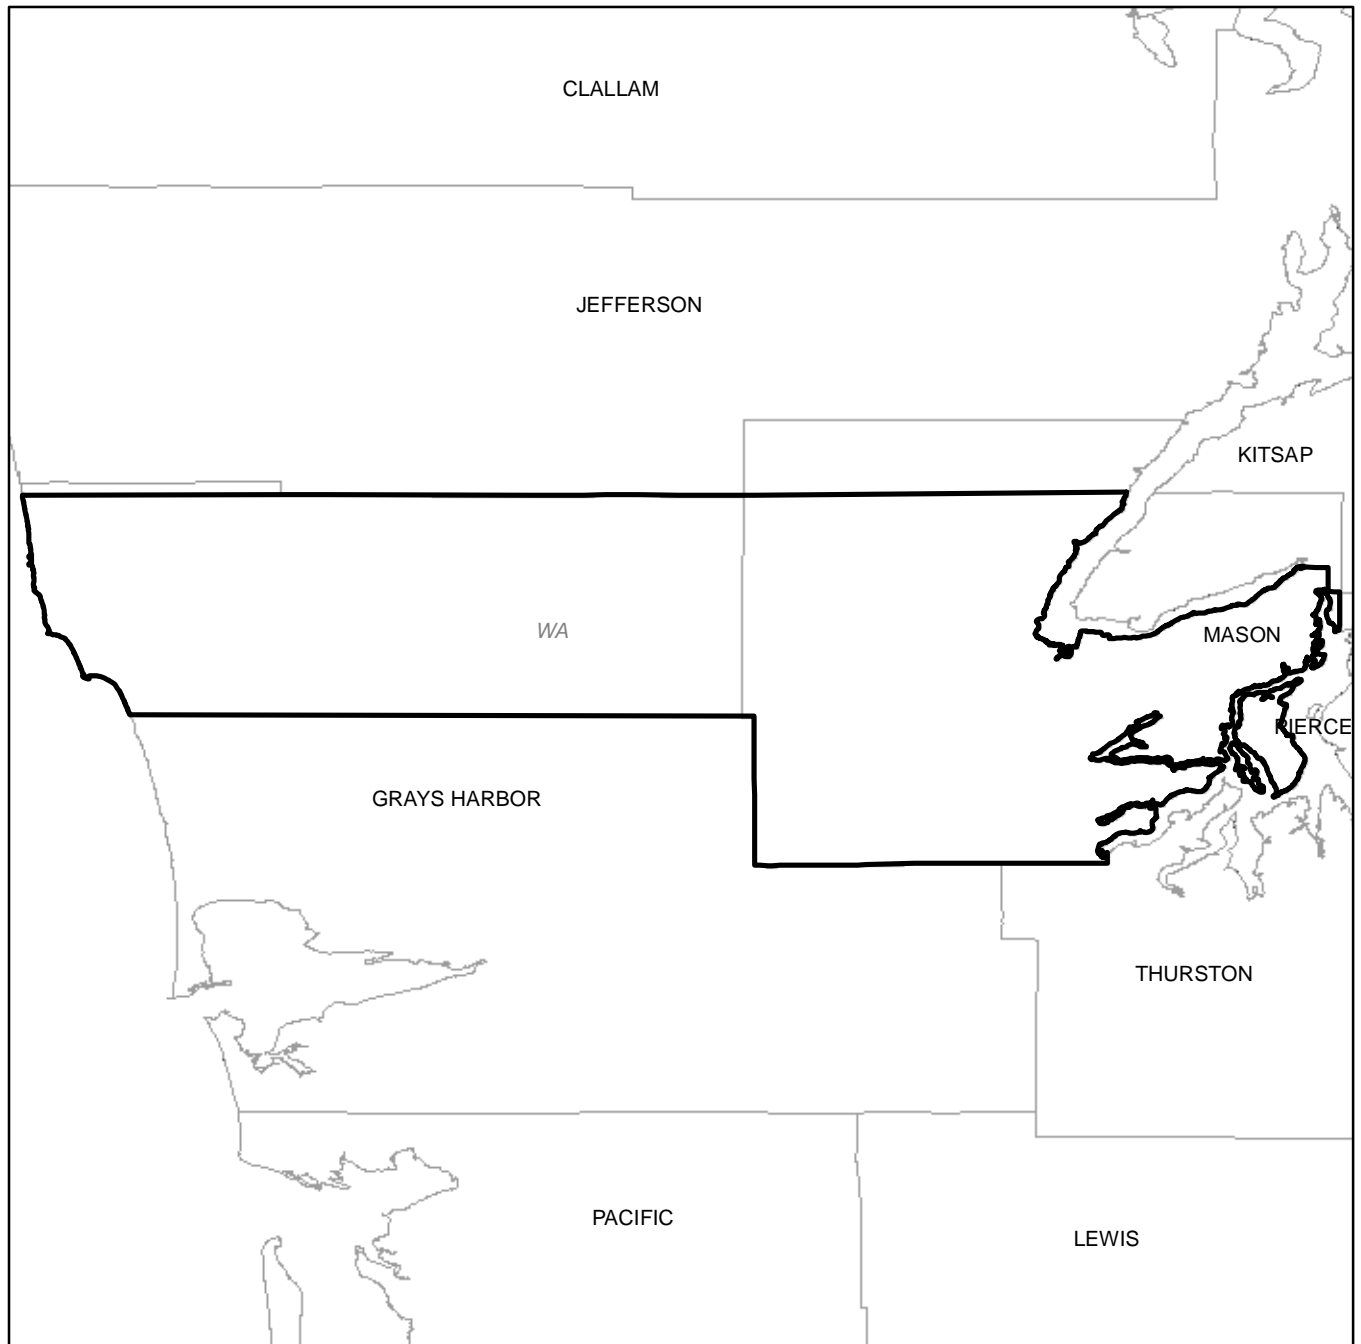 CLALLAM
JEFFERSON
KITSAP
WA
MASON
PIERCE
GRAYS HARBOR
THURSTON
PACIFIC
LEWIS